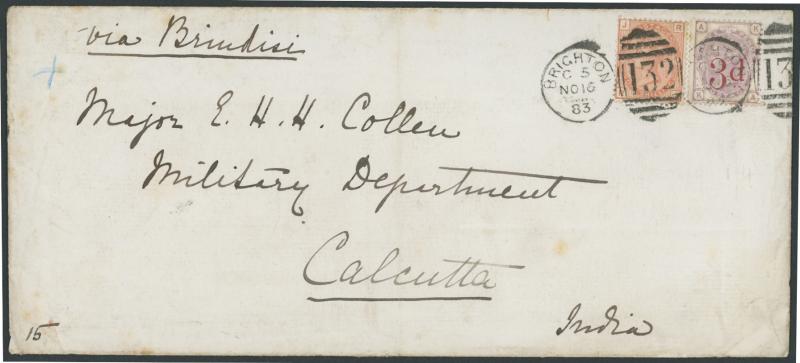 via Brindisi
Major E. H. H. Collen
Military Department
Calcutta
India
15
BRIGHTON
C 5
NO 16
83
132
J R
A K
3d
K A
13